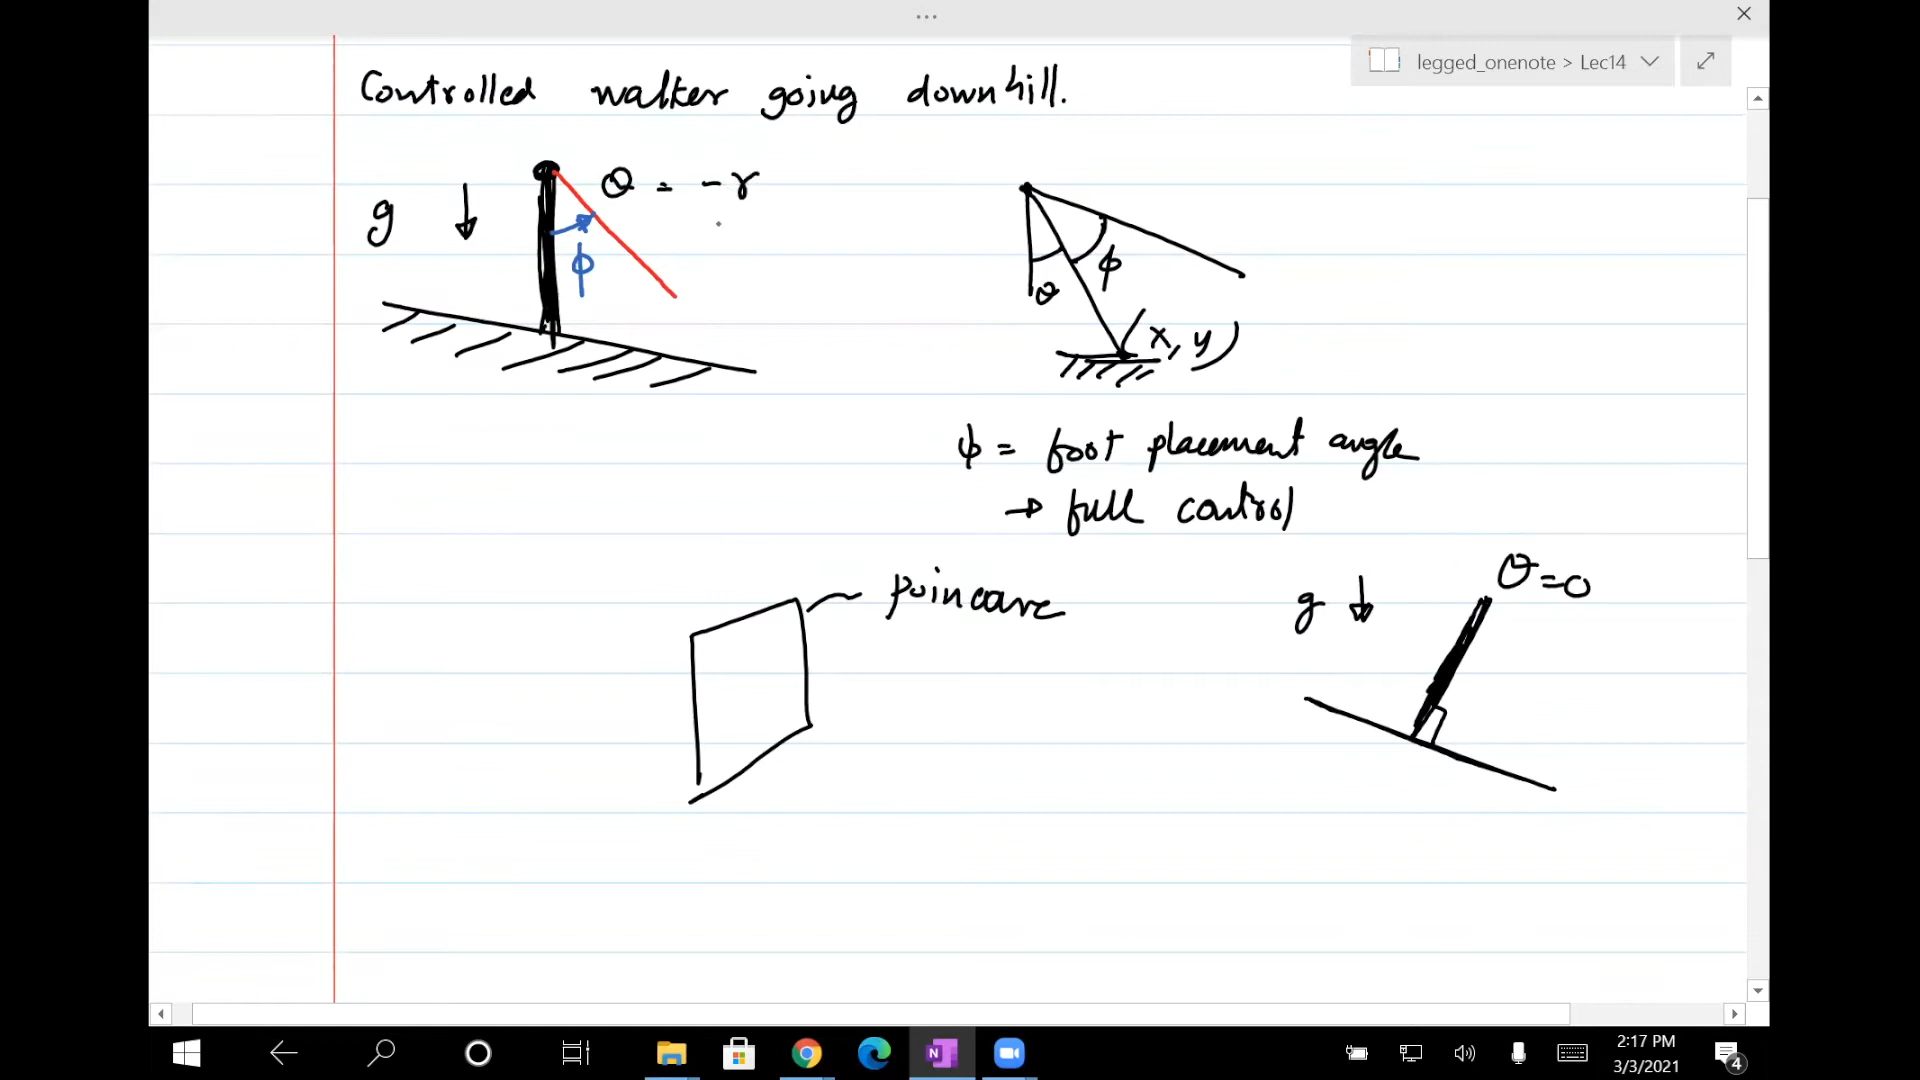 legged_onenote > Lec14
Controlled walker going downhill.
g
θ = -γ
ϕ
θ
ϕ
(x, y)
ϕ = foot placement angle
→ full control
poincare
g
θ=0
2:17 PM
3/3/2021
4